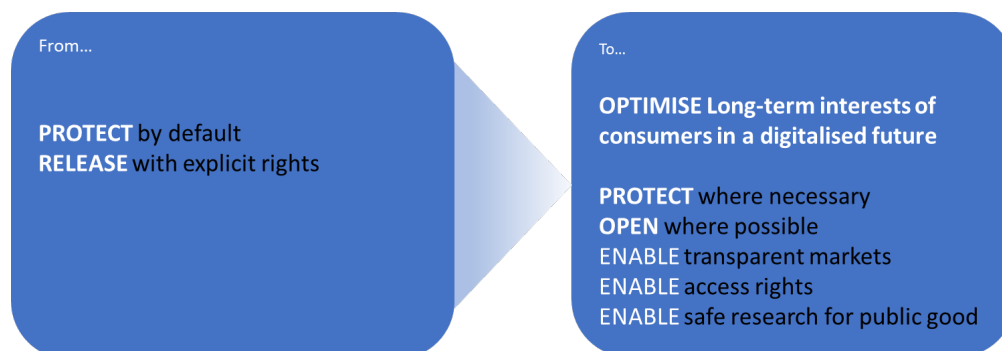 From...
PROTECT by default
RELEASE with explicit rights
To...
OPTIMISE Long-term interests of
consumers in a digitalised future
PROTECT where necessary
OPEN where possible
ENABLE transparent markets
ENABLE access rights
ENABLE safe research for public good